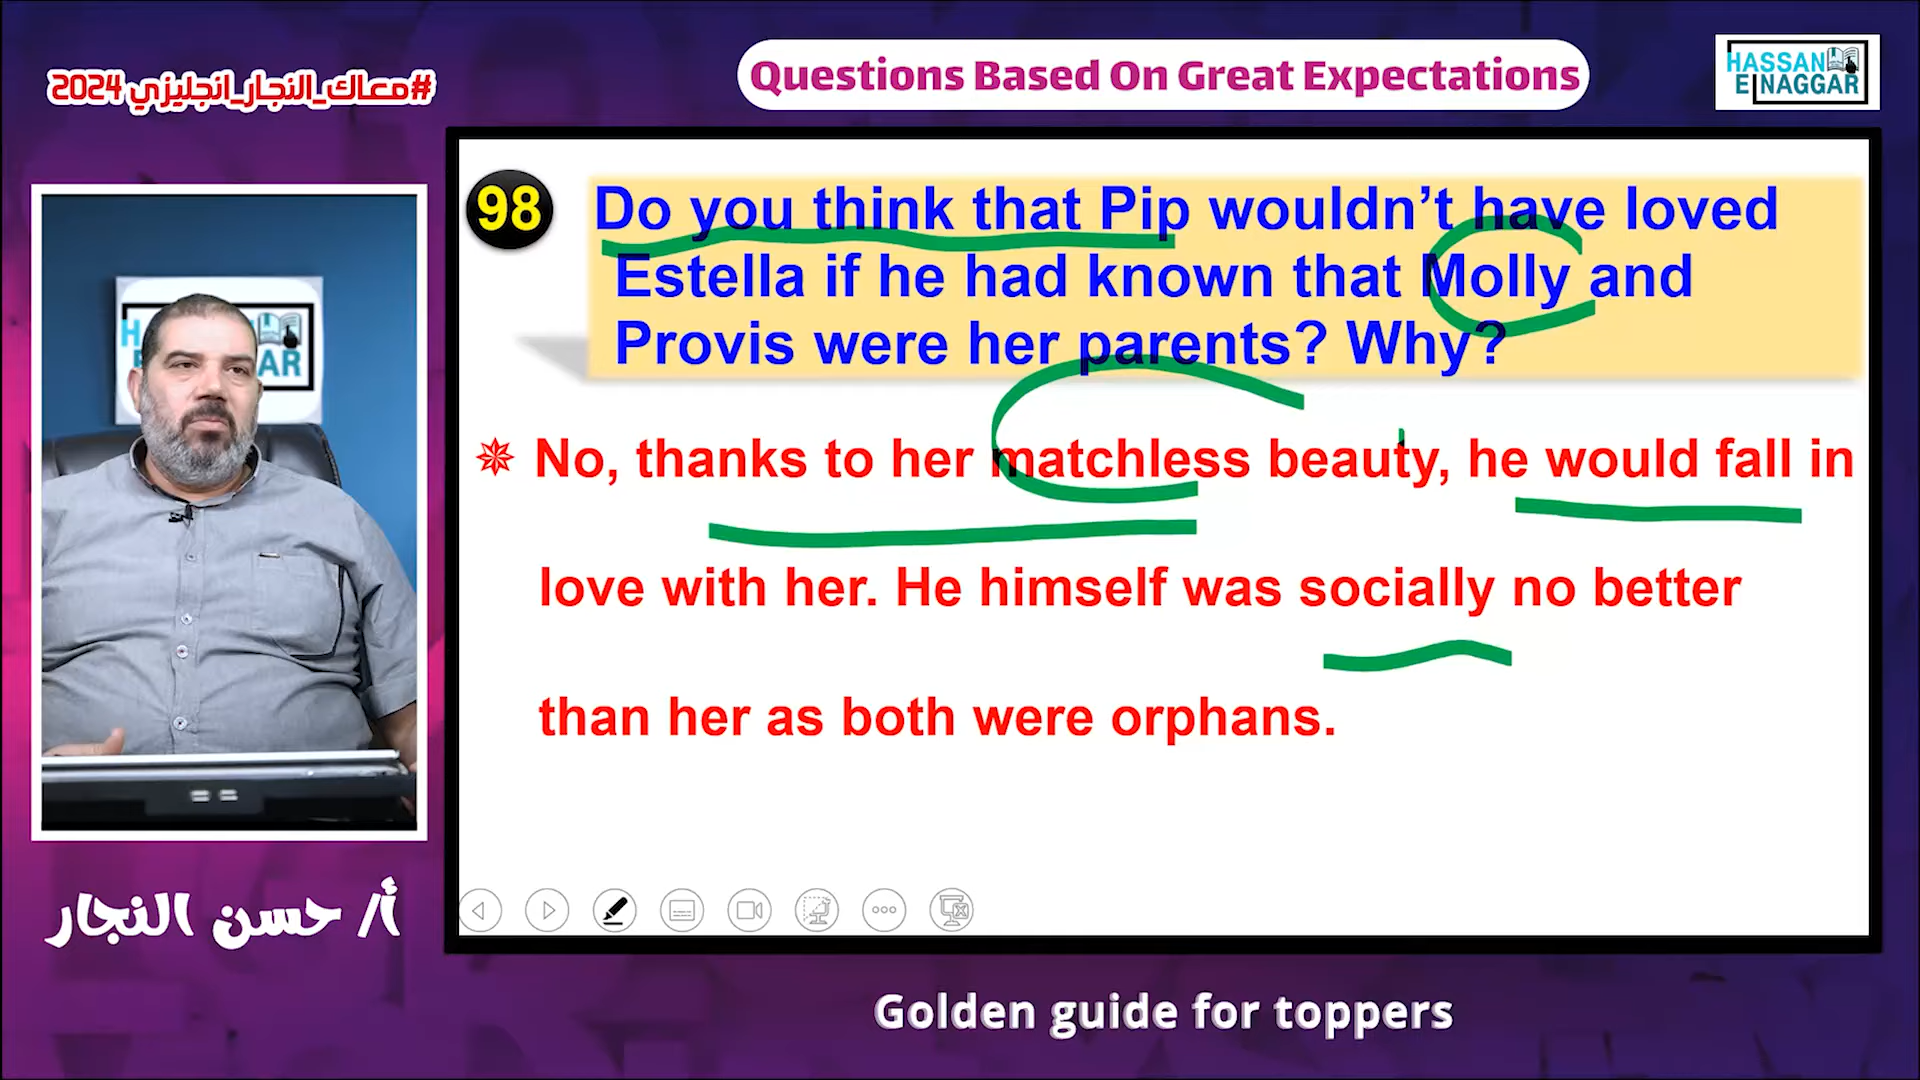 #معاك_النجار_انجليزي 2024
Questions Based On Great Expectations
HASSAN
ELNAGGAR
98
Do you think that Pip wouldn't have loved
Estella if he had known that Molly and
Provis were her parents? Why?
No, thanks to her matchless beauty, he would fall in
love with her. He himself was socially no better
than her as both were orphans.
أ/ حسن النجار
Golden guide for toppers